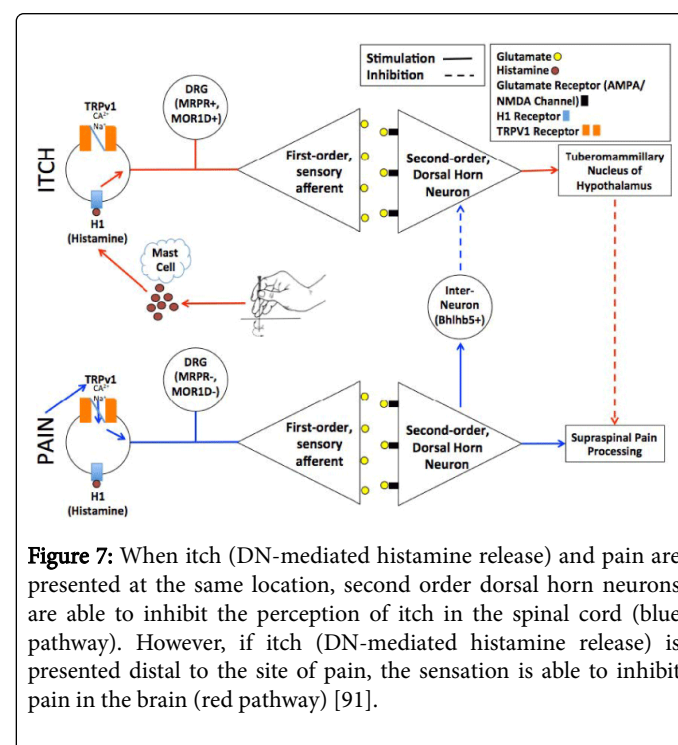 Stimulation
Inhibition
Glutamate
Histamine
Glutamate Receptor (AMPA/
NMDA Channel)
H1 Receptor
TRPV1 Receptor
ITCH
TRPv1
CA2+
Na+
H1
(Histamine)
DRG
(MRPR+,
MOR1D+)
First-order,
sensory
afferent
Second-order,
Dorsal Horn
Neuron
Tuberomammillary
Nucleus of
Hypothalamus
Mast
Cell
Inter-
Neuron
(Bhlhb5+)
PAIN
TRPv1
CA2+
Na+
H1
(Histamine)
DRG
(MRPR-,
MOR1D-)
First-order,
sensory
afferent
Second-order,
Dorsal Horn
Neuron
Supraspinal Pain
Processing
Figure 7: When itch (DN-mediated histamine release) and pain are
presented at the same location, second order dorsal horn neurons
are able to inhibit the perception of itch in the spinal cord (blue
pathway). However, if itch (DN-mediated histamine release) is
presented distal to the site of pain, the sensation is able to inhibit
pain in the brain (red pathway) [91].